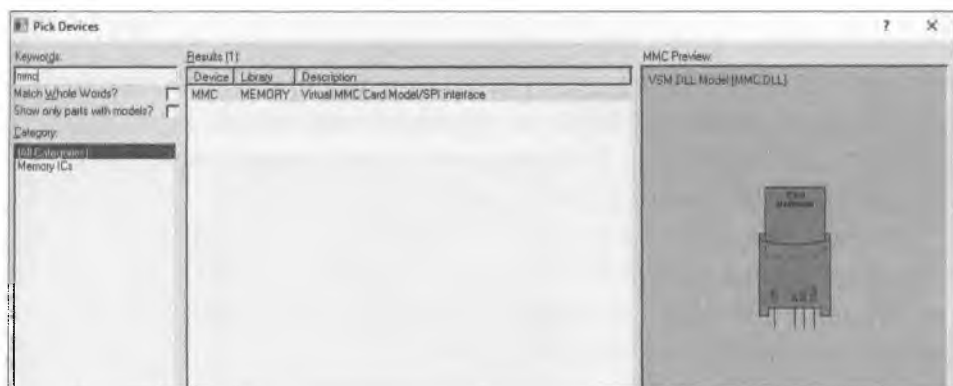 Pick Devices
? ×
Keywords:
mmc
Match Whole Words?
Show only parts with models?
Category:
(All Categories)
Memory ICs
Results (1):
Device Library Description
MMC MEMORY Virtual MMC Card Model/SPI interface
MMC Preview:
VSM DLL Model [MMC.DLL]